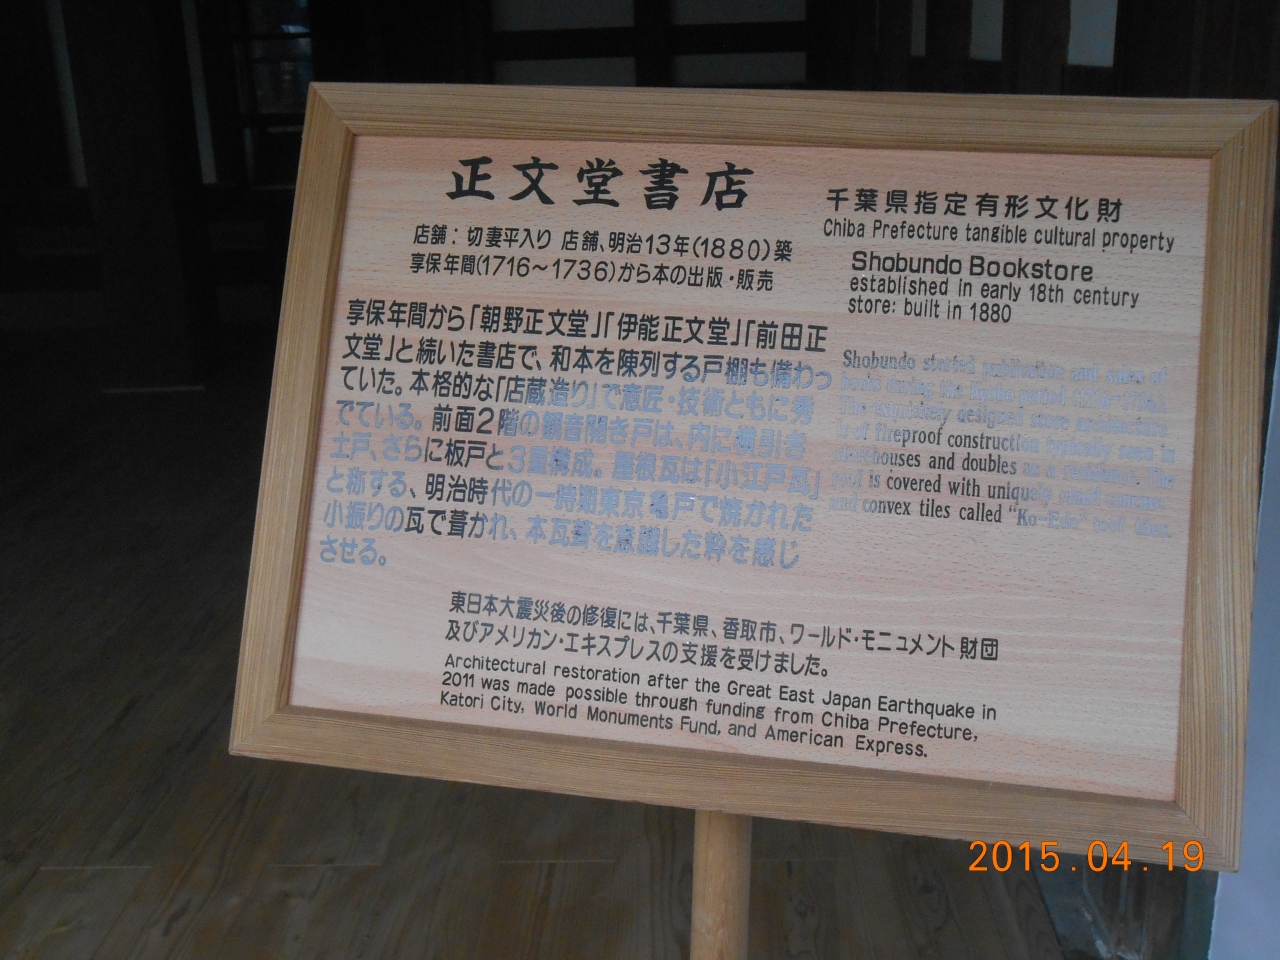 正文堂書店
店舗：切妻平入り 店舗、明治13年(1880)築
享保年間(1716～1736)から本の出版・販売
享保年間から「朝野正文堂」「伊能正文堂」「前田正
文堂」と続いた書店で、和本を陳列する戸棚も備わっ
ていた。本格的な「店蔵造り」で意匠・技術ともに秀
でている。前面2階の観音開き戸は、内に横引き
土戸、さらに板戸と3重構成。屋根瓦は「小江戸瓦」
と称する、明治時代の一時期東京亀戸で焼かれた
小振りの瓦で葺かれ、本瓦葺を意識した粋を感じ
させる。
千葉県指定有形文化財
Chiba Prefecture tangible cultural property
Shobundo Bookstore
established in early 18th century
store: built in 1880
Shobundo started publication and sales of
books during the Kyoho period (1716-1736).
The exquisitely designed store architecture
is of fireproof construction typically seen in
storehouses and doubles as a residence. The
roof is covered with uniquely small concave-
and convex tiles called "Ko-Edo" roof tiles.
東日本大震災後の修復には、千葉県、香取市、ワールド・モニュメント財団
及びアメリカン・エキスプレスの支援を受けました。
Architectural restoration after the Great East Japan Earthquake in
2011 was made possible through funding from Chiba Prefecture,
Katori City, World Monuments Fund, and American Express.
2015.04.19